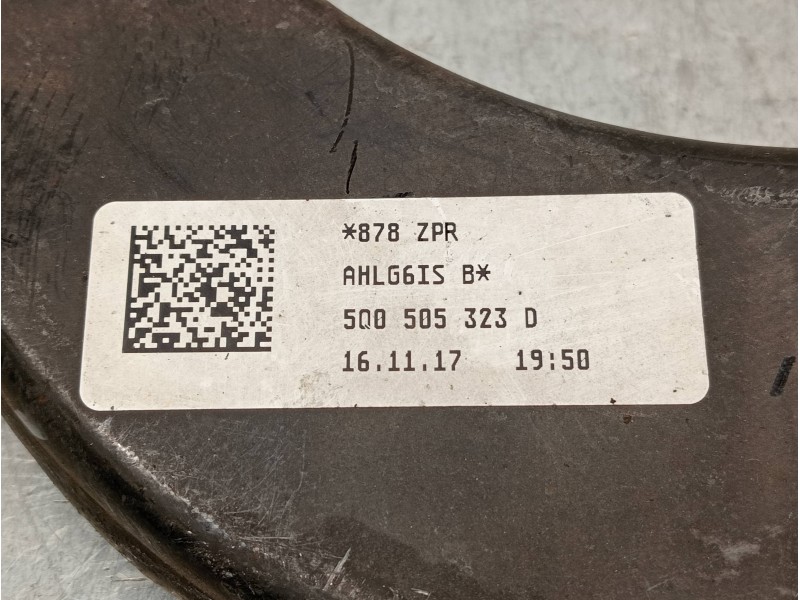 *878 ZPR
AHLG6IS B*
5Q0 505 323 D
16.11.17 19:50